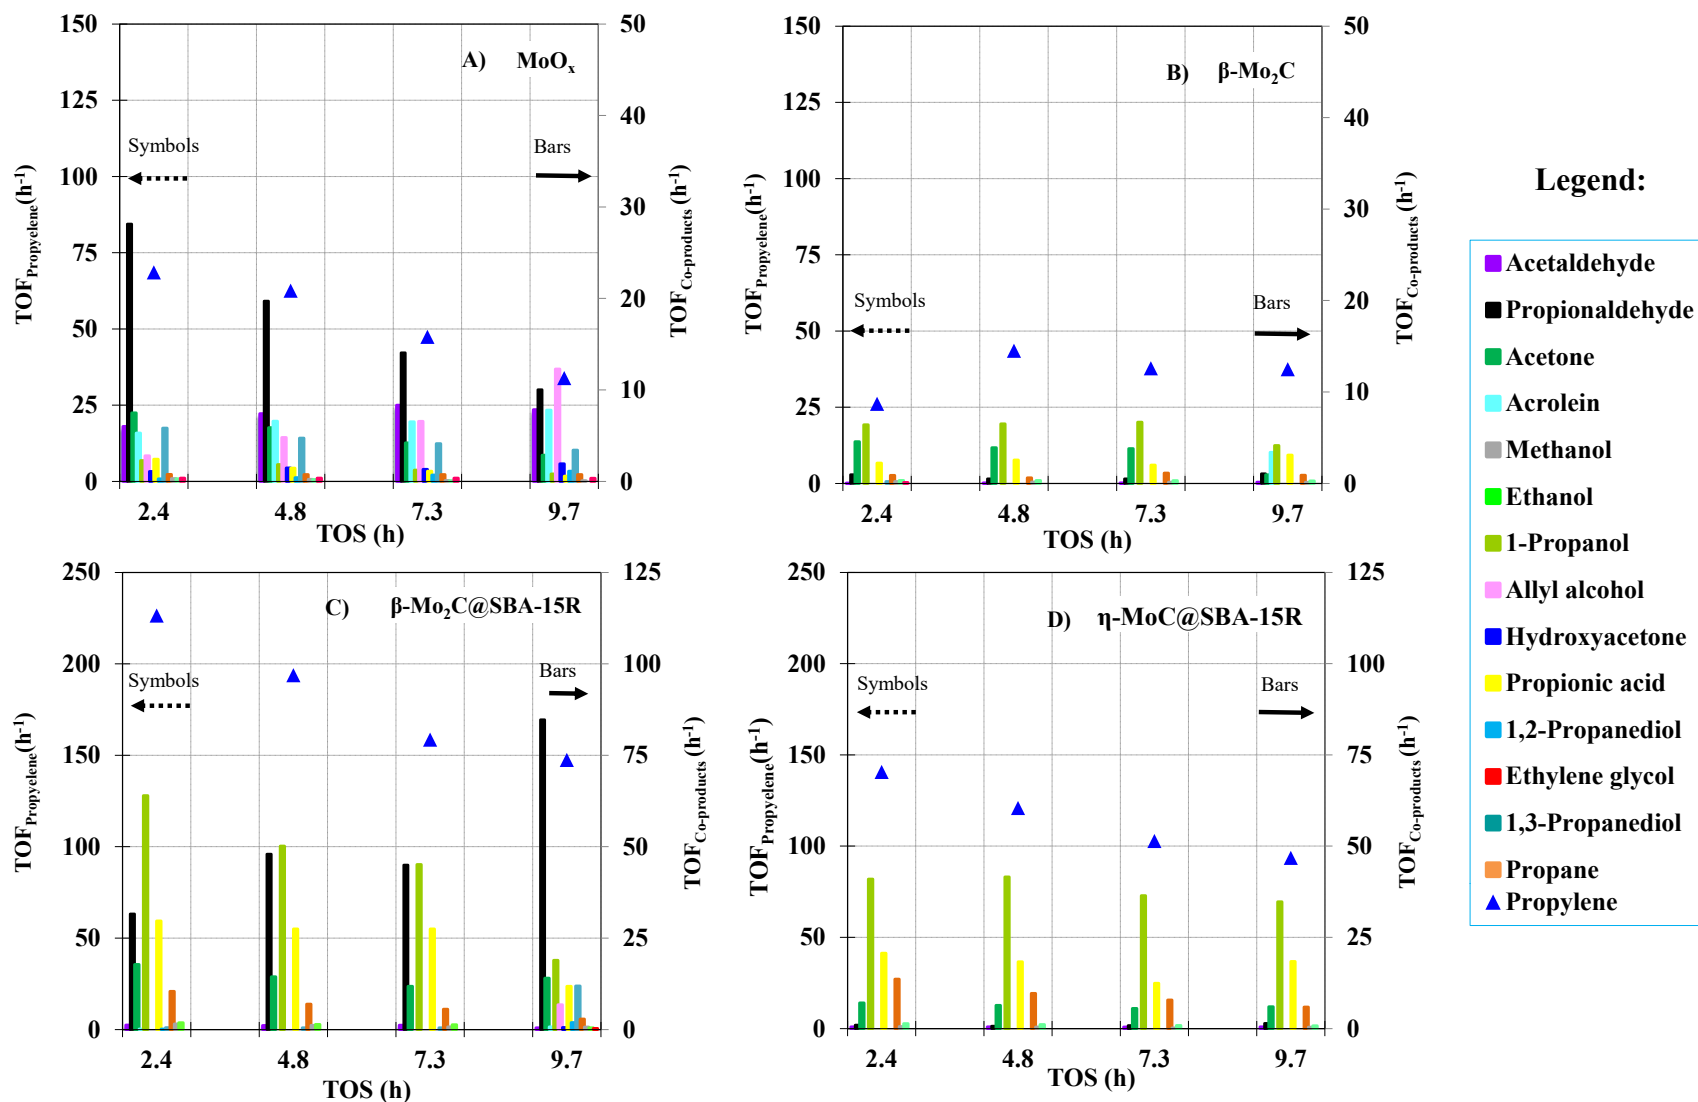 A) MoOx
150
125
100
75
50
25
0
50
40
30
20
10
0
Symbols
Bars
TOFPropyelene(h-1)
TOFCo-products (h-1)
2.4 4.8 7.3 9.7
TOS (h)
B) β-Mo2C
150
125
100
75
50
25
0
50
40
30
20
10
0
Symbols
Bars
TOFPropyelene(h-1)
TOFCo-products (h-1)
2.4 4.8 7.3 9.7
TOS (h)
C) β-Mo2C@SBA-15R
250
200
150
100
50
0
125
100
75
50
25
0
Symbols
Bars
TOFPropyelene(h-1)
TOFCo-products (h-1)
2.4 4.8 7.3 9.7
TOS (h)
D) η-MoC@SBA-15R
250
200
150
100
50
0
125
100
75
50
25
0
Symbols
Bars
TOFPropyelene(h-1)
TOFCo-products (h-1)
2.4 4.8 7.3 9.7
TOS (h)
Legend:
Acetaldehyde
Propionaldehyde
Acetone
Acrolein
Methanol
Ethanol
1-Propanol
Allyl alcohol
Hydroxyacetone
Propionic acid
1,2-Propanediol
Ethylene glycol
1,3-Propanediol
Propane
Propylene